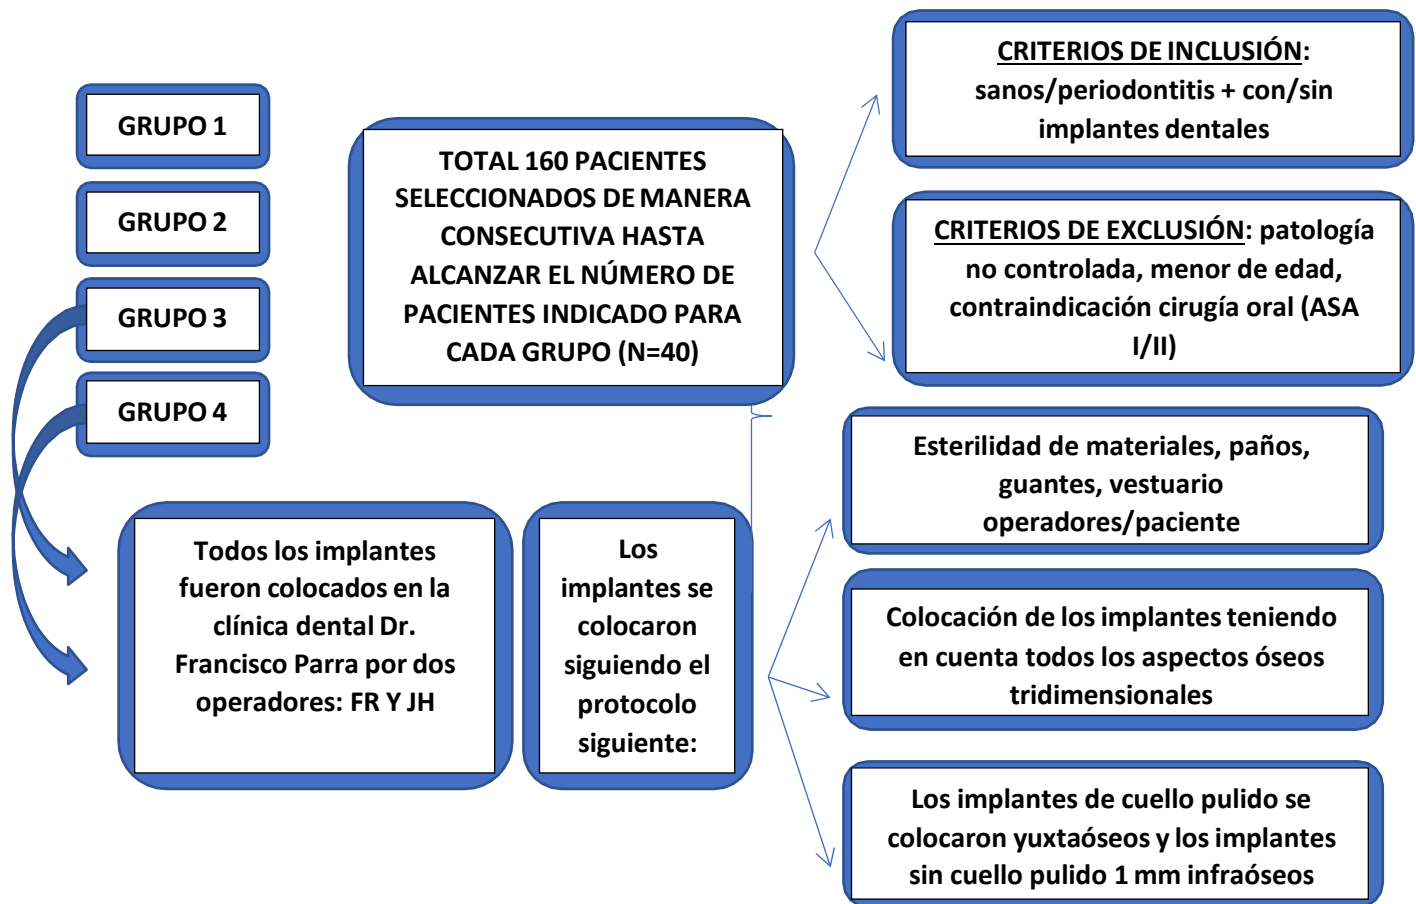 GRUPO 1
GRUPO 2
GRUPO 3
GRUPO 4
TOTAL 160 PACIENTES
SELECCIONADOS DE MANERA
CONSECUTIVA HASTA
ALCANZAR EL NÚMERO DE
PACIENTES INDICADO PARA
CADA GRUPO (N=40)
CRITERIOS DE INCLUSIÓN:
sanos/periodontitis + con/sin
implantes dentales
CRITERIOS DE EXCLUSIÓN: patología
no controlada, menor de edad,
contraindicación cirugía oral (ASA
I/II)
Todos los implantes
fueron colocados en la
clínica dental Dr.
Francisco Parra por dos
operadores: FR Y JH
Los
implantes se
colocaron
siguiendo el
protocolo
siguiente:
Esterilidad de materiales, paños,
guantes, vestuario
operadores/paciente
Colocación de los implantes teniendo
en cuenta todos los aspectos óseos
tridimensionales
Los implantes de cuello pulido se
colocaron yuxtaóseos y los implantes
sin cuello pulido 1 mm infraóseos